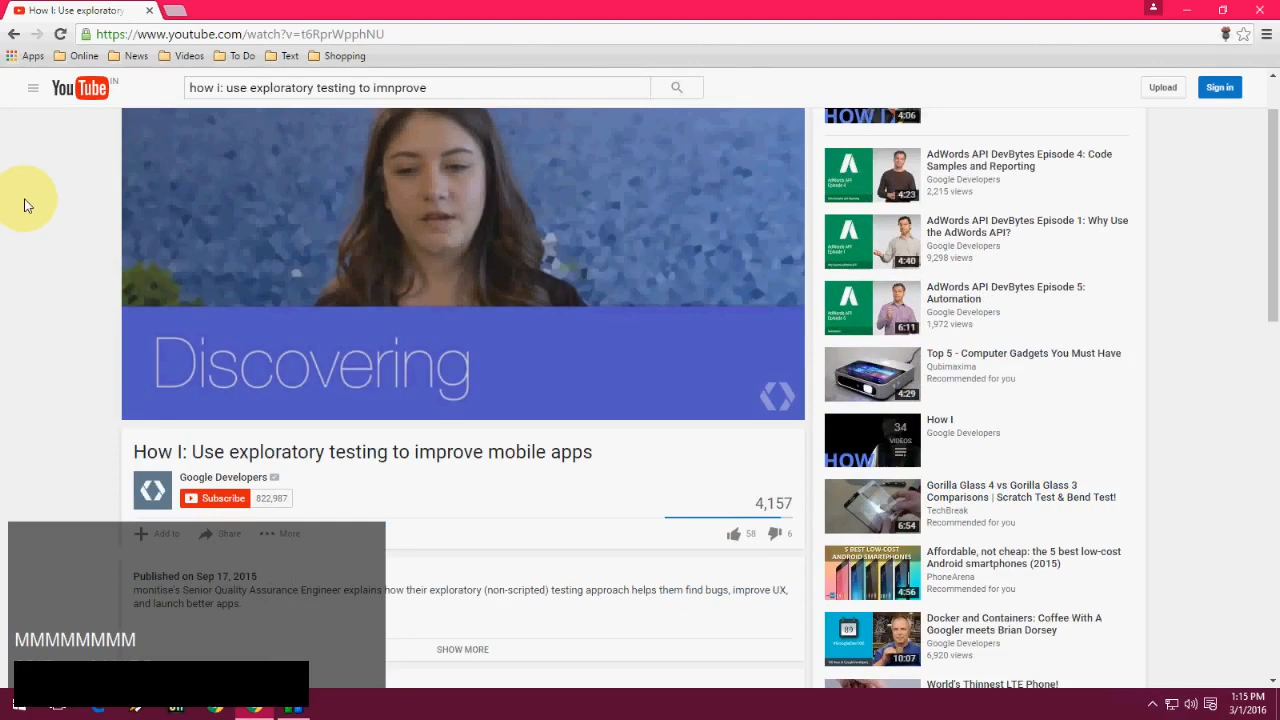 How I: Use exploratory
https://www.youtube.com/watch?v=t6RprWpphNU
Apps Online News Videos To Do Text Shopping
YouTube IN
how i: use exploratory testing to imnprove
Upload
Sign in
HOW I:
4:06
AdWords API DevBytes Episode 4: Code
Samples and Reporting
Google Developers
2,215 views
4:23
AdWords API DevBytes Episode 1: Why Use
the AdWords API?
Google Developers
9,298 views
4:40
AdWords API DevBytes Episode 5:
Automation
Google Developers
1,972 views
6:11
Top 5 - Computer Gadgets You Must Have
Qubimaxima
Recommended for you
4:29
How I
Google Developers
34
VIDEOS
HOW
Gorilla Glass 4 vs Gorilla Glass 3
Comparisons | Scratch Test & Bend Test!
TechBreak
Recommended for you
6:54
Affordable, not cheap: the 5 best low-cost
Android smartphones (2015)
PhoneArena
Recommended for you
5 BEST LOW-COST
ANDROID SMARTPHONES
4:56
Docker and Containers: Coffee With A
Googler meets Brian Dorsey
Google Developers
6,920 views
10:07
World's Thinnest LTE Phone!
Discovering
How I: Use exploratory testing to improve mobile apps
Google Developers
Subscribe 822,987
4,157
Add to Share More
58 6
Published on Sep 17, 2015
monitise's Senior Quality Assurance Engineer explains how their exploratory (non-scripted) testing approach helps them find bugs, improve UX,
and launch better apps.
SHOW MORE
MMMMMMMM
1:15 PM
3/1/2016